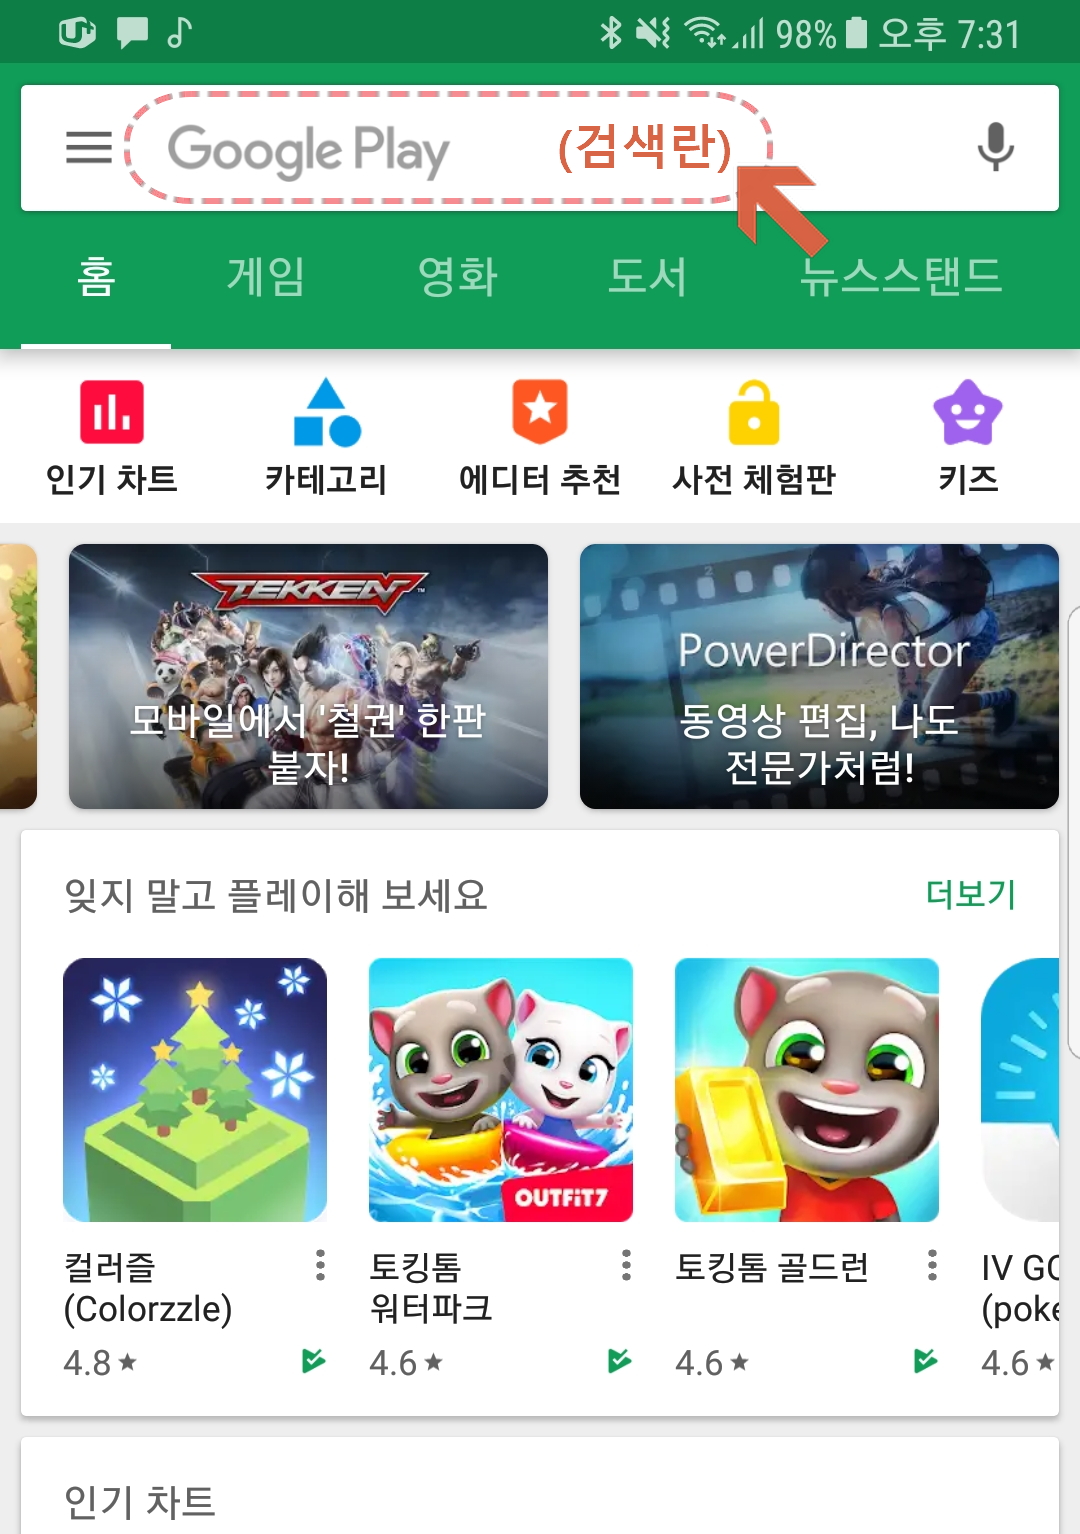 98% 오후 7:31
Google Play (검색란)
홈 게임 영화 도서 뉴스스탠드
인기 차트 카테고리 에디터 추천 사전 체험판 키즈
TEKKEN™
모바일에서 '철권' 한판
붙자!
PowerDirector
동영상 편집, 나도
전문가처럼!
잊지 말고 플레이해 보세요 더보기
OUTFIT7
컬러즐
(Colorzzle)
4.8★
토킹톰
워터파크
4.6★
토킹톰 골드런
4.6★
IV GO
(poke
4.6★
인기 차트